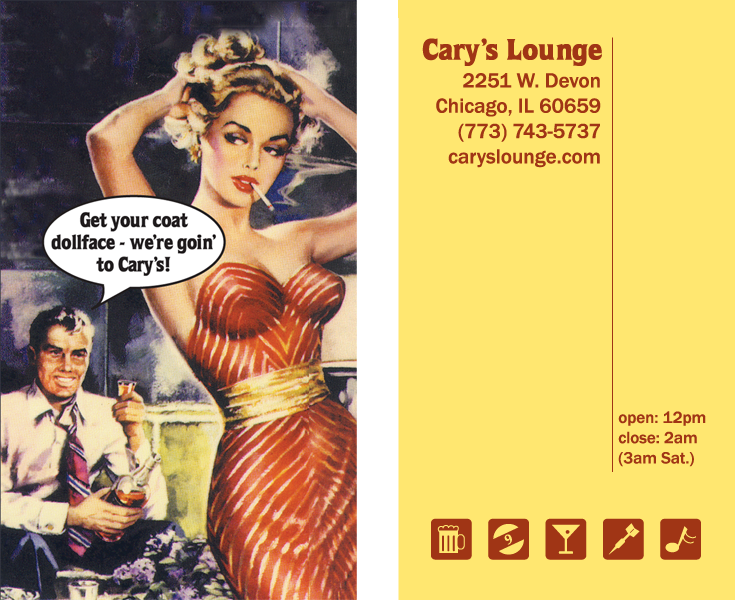 Get your coat
dollface - we're goin'
to Cary's!
Cary's Lounge
2251 W. Devon
Chicago, IL 60659
(773) 743-5737
caryslounge.com
open: 12pm
close: 2am
(3am Sat.)
9